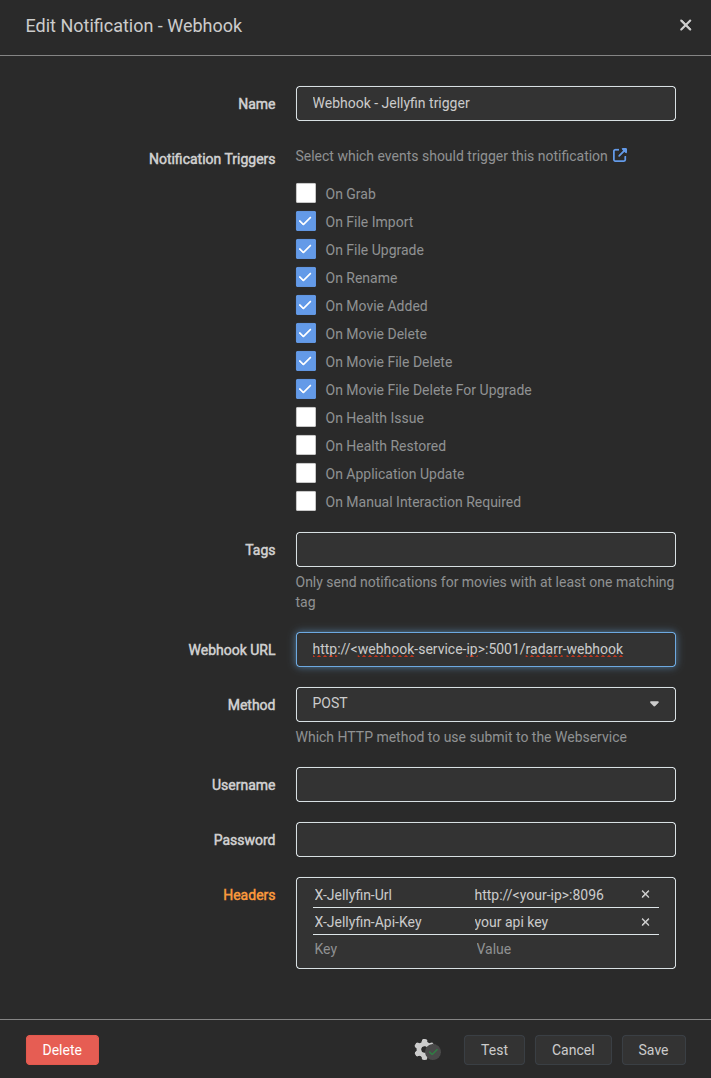 Edit Notification - Webhook
Name
Webhook - Jellyfin trigger
Notification Triggers
Select which events should trigger this notification
On Grab
On File Import
On File Upgrade
On Rename
On Movie Added
On Movie Delete
On Movie File Delete
On Movie File Delete For Upgrade
On Health Issue
On Health Restored
On Application Update
On Manual Interaction Required
Tags
Only send notifications for movies with at least one matching
tag
Webhook URL
http://<webhook-service-ip>:5001/radarr-webhook
Method
POST
Which HTTP method to use submit to the Webservice
Username
Password
Headers
X-Jellyfin-Url http://<your-ip>:8096
X-Jellyfin-Api-Key your api key
Key Value
Delete Test Cancel Save